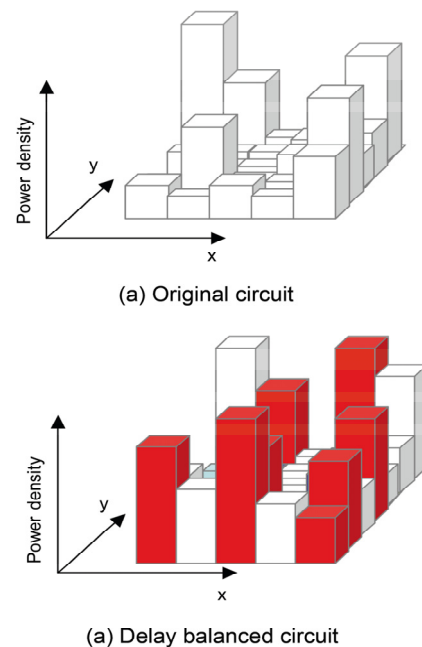 Power density
y
x
(a) Original circuit
Power density
y
x
(a) Delay balanced circuit